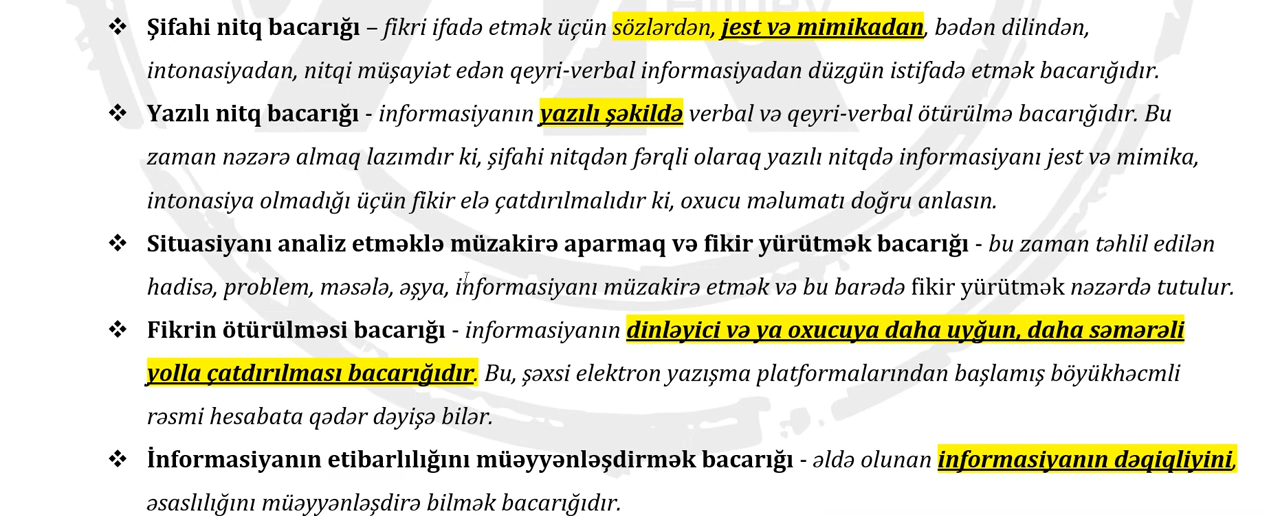 ❖ Şifahi nitq bacarığı – fikri ifadə etmək üçün sözlərdən, jest və mimikadan, bədən dilindən,
intonasiyadan, nitqi müşayiət edən qeyri-verbal informasiyadan düzgün istifadə etmək bacarığıdır.
❖ Yazılı nitq bacarığı - informasiyanın yazılı şəkildə verbal və qeyri-verbal ötürülmə bacarığıdır. Bu
zaman nəzərə almaq lazımdır ki, şifahi nitqdən fərqli olaraq yazılı nitqdə informasiyanı jest və mimika,
intonasiya olmadığı üçün fikir elə çatdırılmalıdır ki, oxucu məlumatı doğru anlasın.
❖ Situasiyanı analiz etməklə müzakirə aparmaq və fikir yürütmək bacarığı - bu zaman təhlil edilən
hadisə, problem, məsələ, əşya, informasiyanı müzakirə etmək və bu barədə fikir yürütmək nəzərdə tutulur.
❖ Fikrin ötürülməsi bacarığı - informasiyanın dinləyici və ya oxucuya daha uyğun, daha səmərəli
yolla çatdırılması bacarığıdır. Bu, şəxsi elektron yazışma platformalarından başlamış böyükhəcmli
rəsmi hesabata qədər dəyişə bilər.
❖ İnformasiyanın etibarlılığını müəyyənləşdirmək bacarığı - əldə olunan informasiyanın dəqiqliyini,
əsaslılığını müəyyənləşdirə bilmək bacarığıdır.